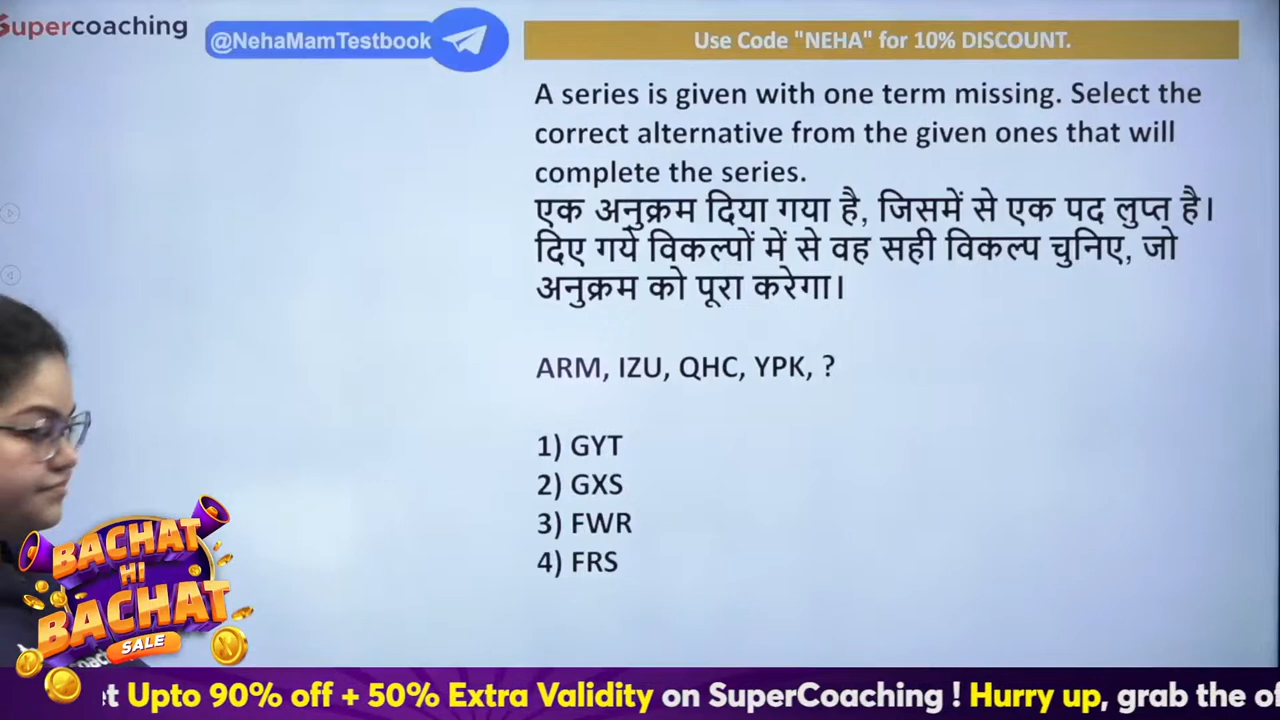 Supercoaching
@NehaMamTestbook
Use Code "NEHA" for 10% DISCOUNT.
A series is given with one term missing. Select the
correct alternative from the given ones that will
complete the series.
एक अनुक्रम दिया गया है, जिसमें से एक पद लुप्त है।
दिए गये विकल्पों में से वह सही विकल्प चुनिए, जो
अनुक्रम को पूरा करेगा।
ARM, IZU, QHC, YPK, ?
1) GYT
2) GXS
3) FWR
4) FRS
BACHAT
HI
BACHAT
SALE
Upto 90% off + 50% Extra Validity on SuperCoaching ! Hurry up, grab the